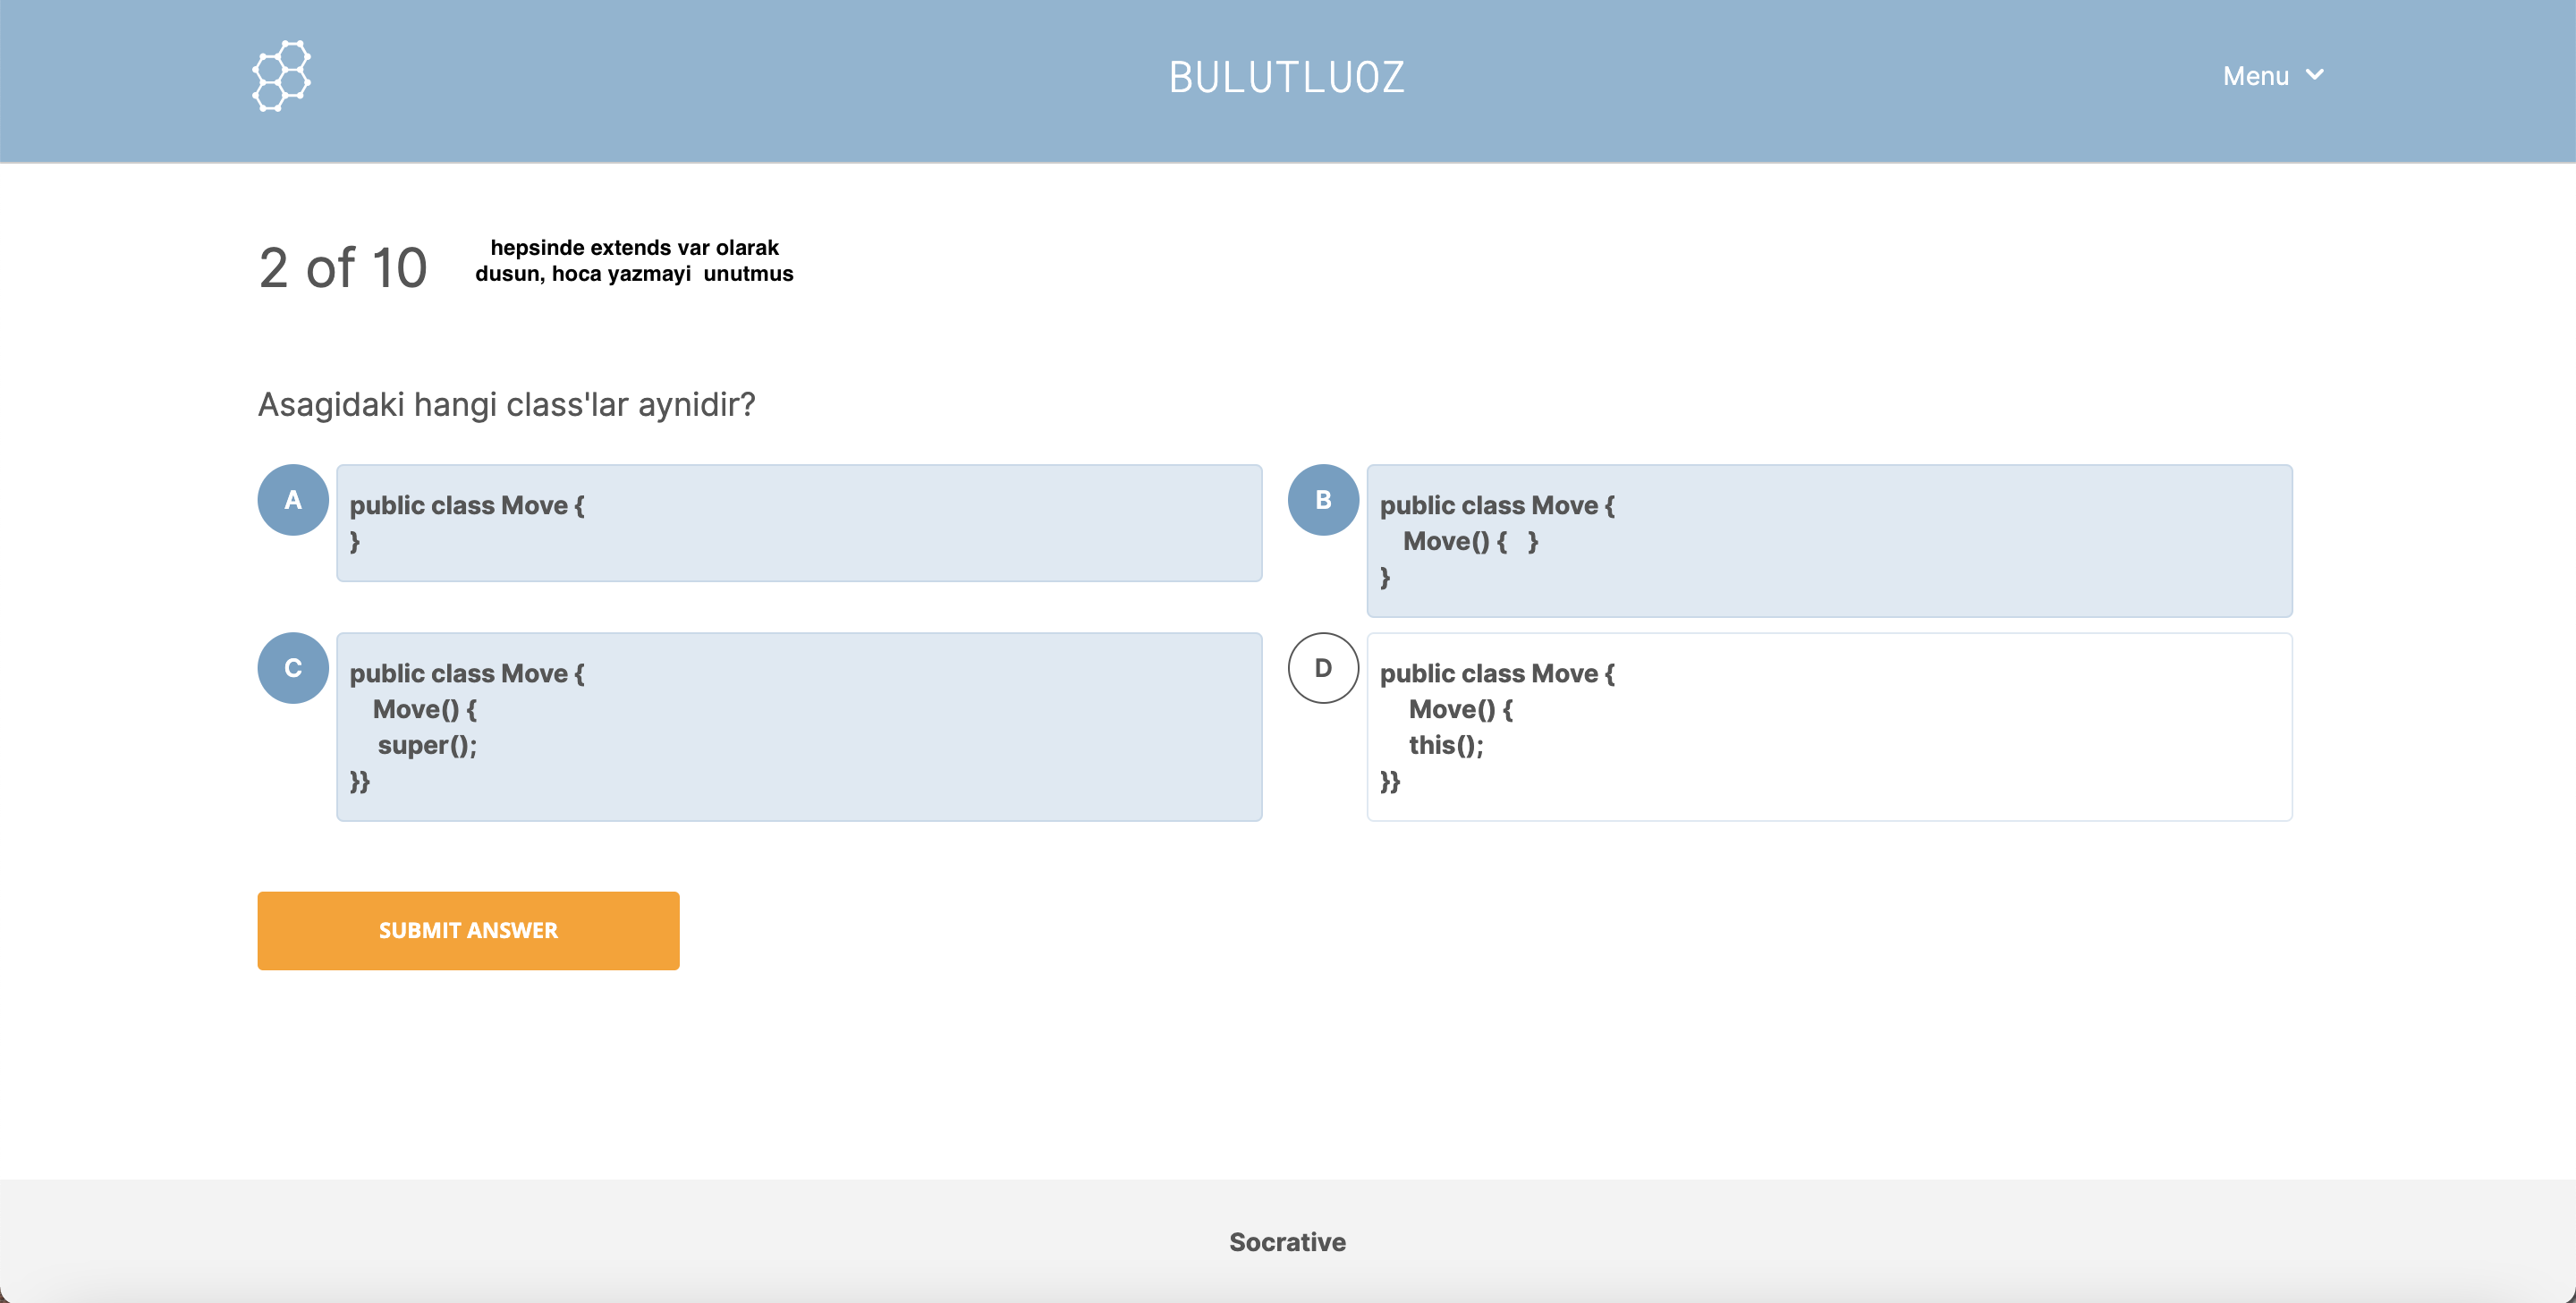 BULUTLUOZ
Menu
2 of 10
hepsinde extends var olarak
dusun, hoca yazmayi  unutmus
Asagidaki hangi class'lar aynidir?
A
public class Move {
}
B
public class Move {
Move() {   }
}
C
public class Move {
Move() {
super();
}}
D
public class Move {
Move() {
this();
}}
SUBMIT ANSWER
Socrative